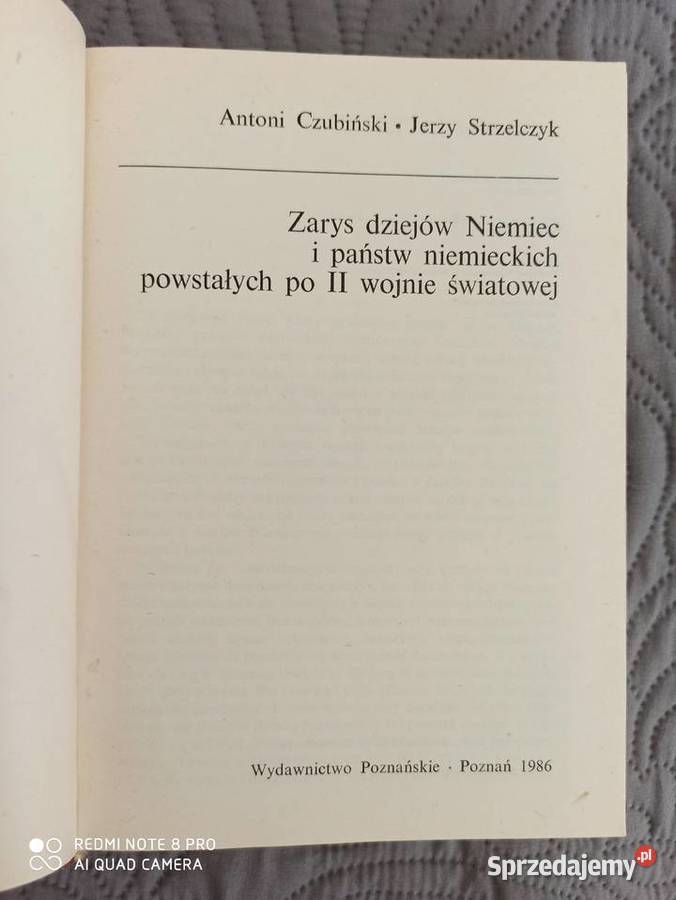 Antoni Czubiński • Jerzy Strzelczyk
Zarys dziejów Niemiec
i państw niemieckich
powstałych po II wojnie światowej
Wydawnictwo Poznańskie · Poznań 1986
REDMI NOTE 8 PRO
AI QUAD CAMERA
Sprzedajemy.pl